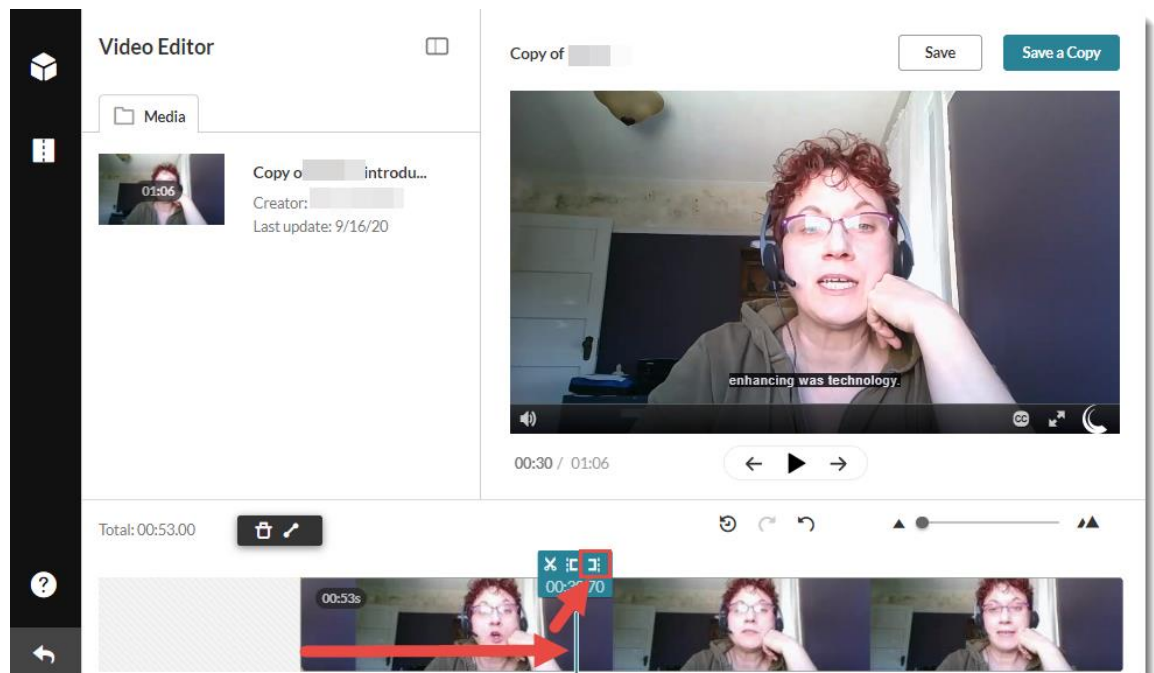 Video Editor
Media
01:06
Copy o introdu...
Creator:
Last update: 9/16/20
Copy of
Save
Save a Copy
enhancing was technology.
CC
00:30 / 01:06
Total: 00:53.00
?
00:53s